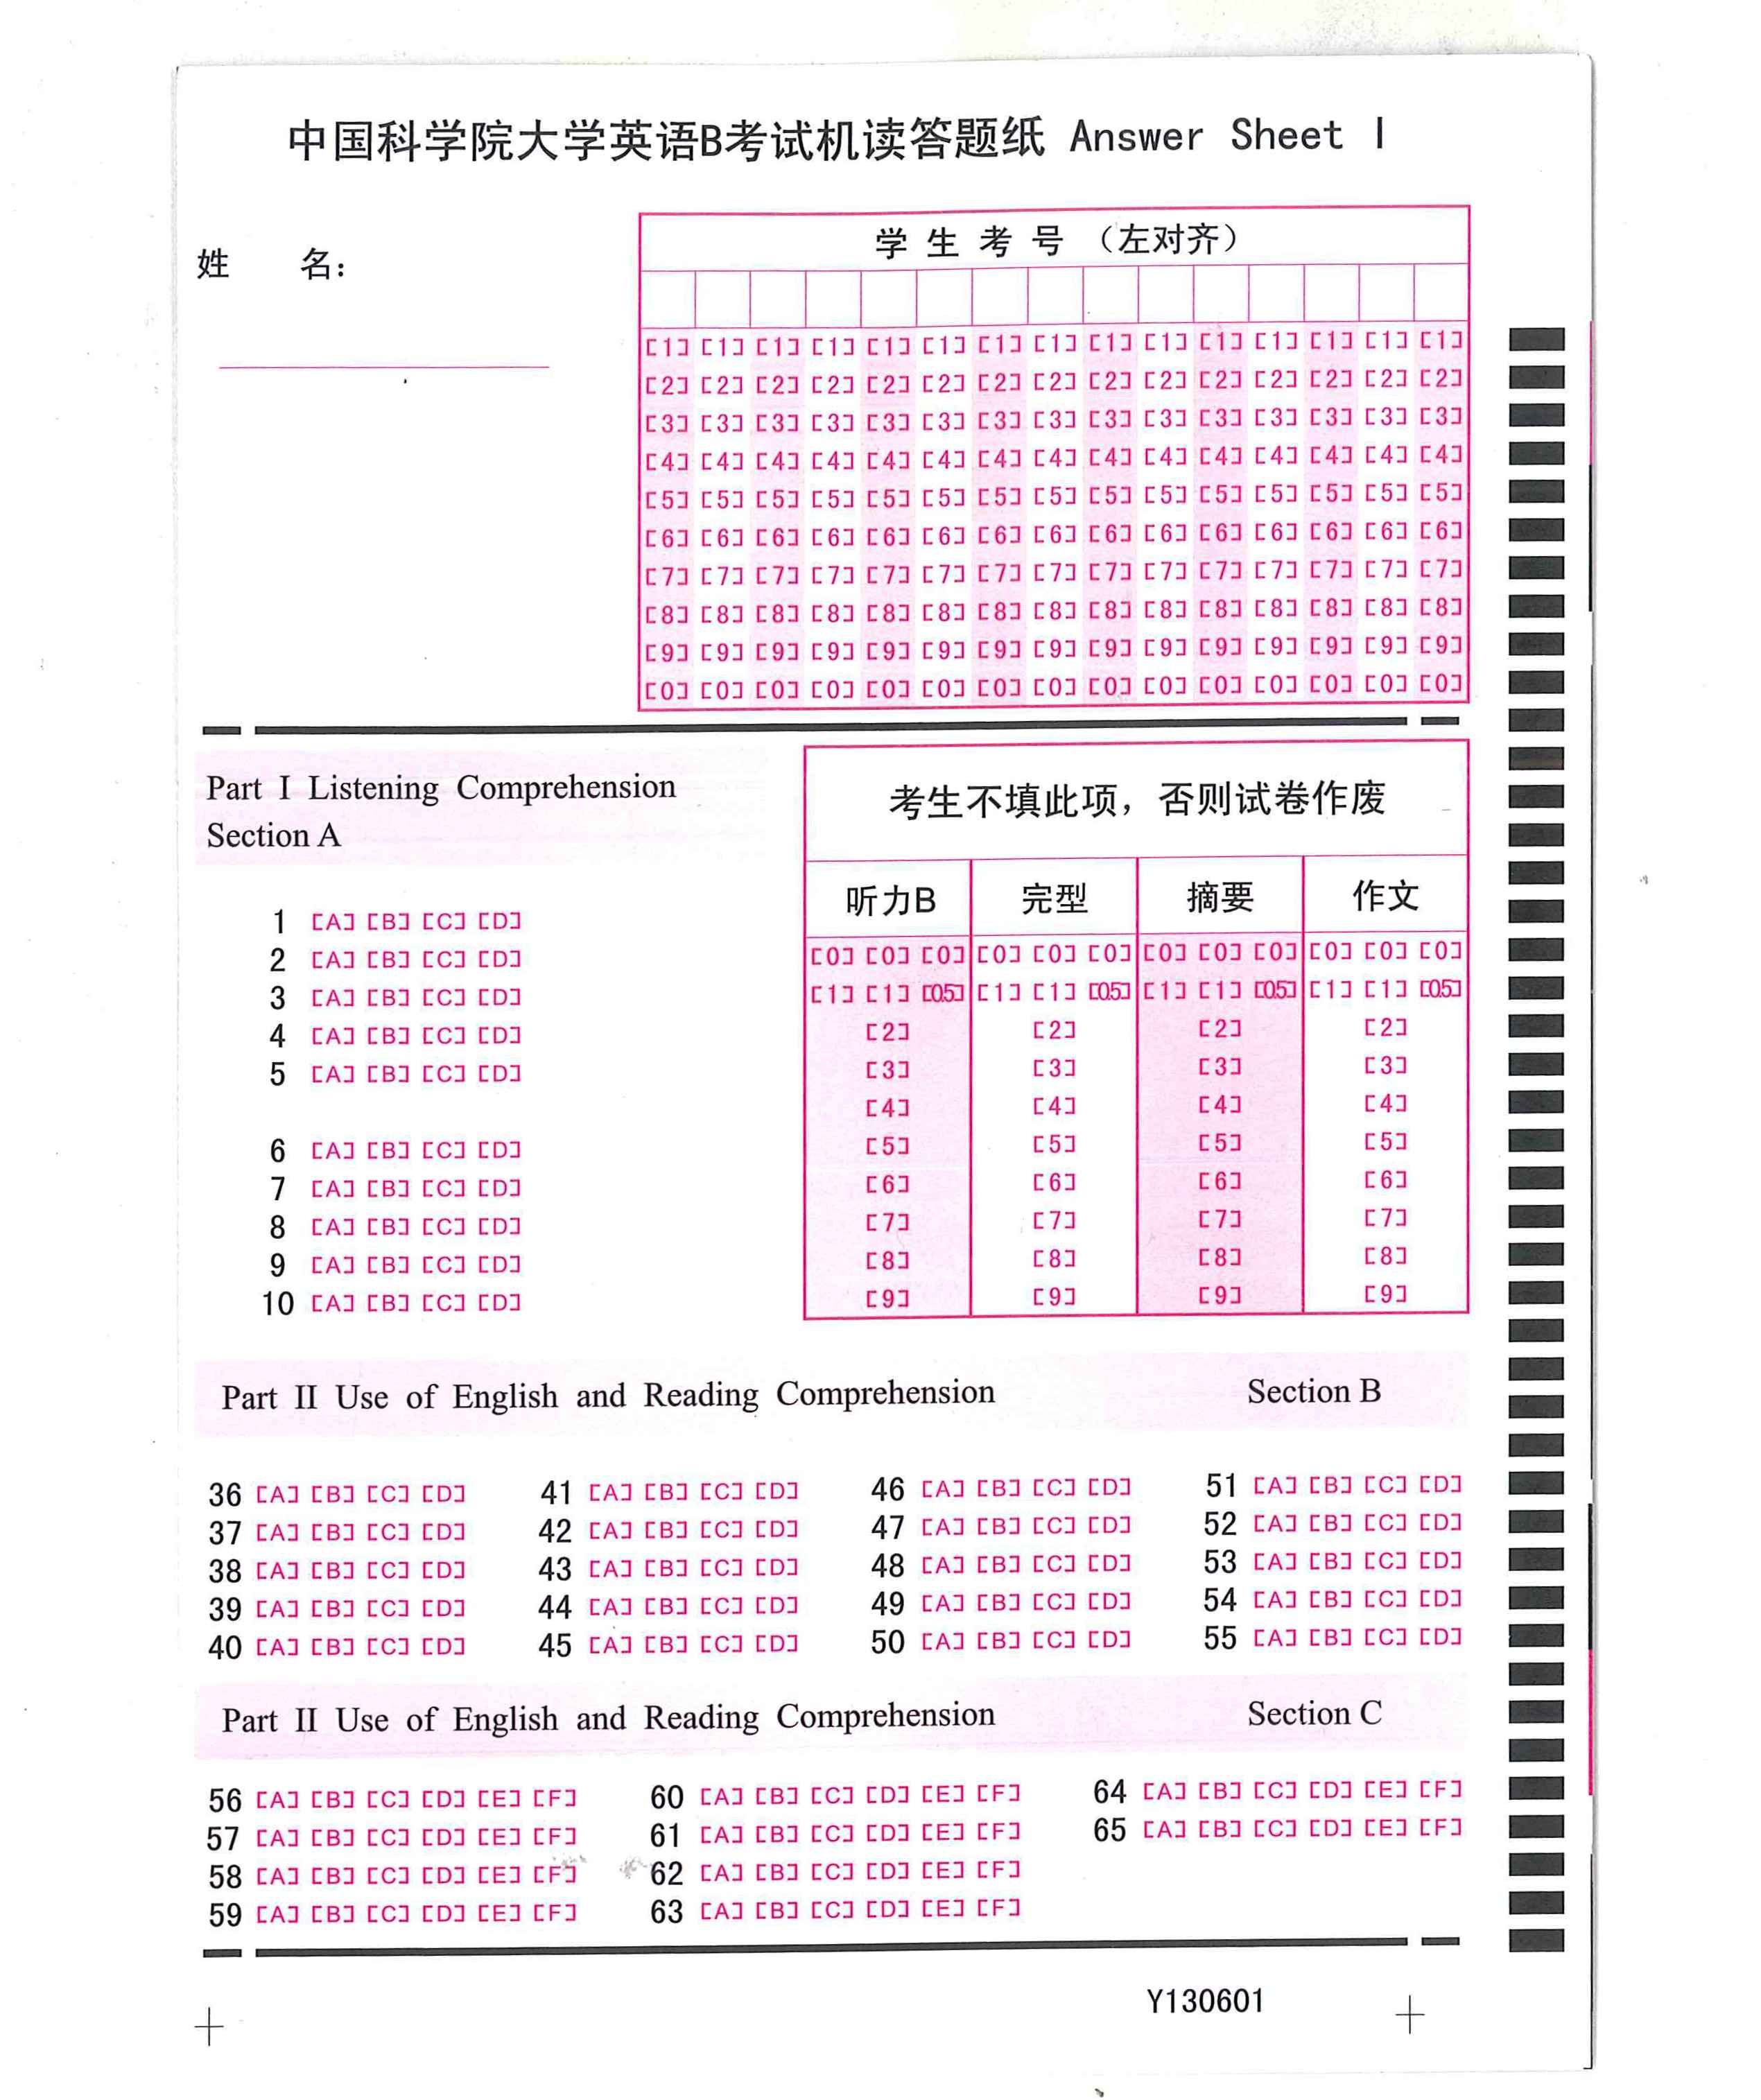 中国科学院大学英语B考试机读答题纸 Answer Sheet I
姓 名：
学 生 考 号 （左对齐）
[1] [1] [1] [1] [1] [1] [1] [1] [1] [1] [1] [1] [1] [1] [1]
[2] [2] [2] [2] [2] [2] [2] [2] [2] [2] [2] [2] [2] [2] [2]
[3] [3] [3] [3] [3] [3] [3] [3] [3] [3] [3] [3] [3] [3] [3]
[4] [4] [4] [4] [4] [4] [4] [4] [4] [4] [4] [4] [4] [4] [4]
[5] [5] [5] [5] [5] [5] [5] [5] [5] [5] [5] [5] [5] [5] [5]
[6] [6] [6] [6] [6] [6] [6] [6] [6] [6] [6] [6] [6] [6] [6]
[7] [7] [7] [7] [7] [7] [7] [7] [7] [7] [7] [7] [7] [7] [7]
[8] [8] [8] [8] [8] [8] [8] [8] [8] [8] [8] [8] [8] [8] [8]
[9] [9] [9] [9] [9] [9] [9] [9] [9] [9] [9] [9] [9] [9] [9]
[0] [0] [0] [0] [0] [0] [0] [0] [0] [0] [0] [0] [0] [0] [0]
Part I Listening Comprehension
Section A
1 [A] [B] [C] [D]
2 [A] [B] [C] [D]
3 [A] [B] [C] [D]
4 [A] [B] [C] [D]
5 [A] [B] [C] [D]
6 [A] [B] [C] [D]
7 [A] [B] [C] [D]
8 [A] [B] [C] [D]
9 [A] [B] [C] [D]
10 [A] [B] [C] [D]
考生不填此项，否则试卷作废
听力B 完型 摘要 作文
[0] [0] [0] [0] [0] [0] [0] [0] [0] [0] [0] [0]
[1] [1] [0.5] [1] [1] [0.5] [1] [1] [0.5] [1] [1] [0.5]
[2] [2] [2] [2]
[3] [3] [3] [3]
[4] [4] [4] [4]
[5] [5] [5] [5]
[6] [6] [6] [6]
[7] [7] [7] [7]
[8] [8] [8] [8]
[9] [9] [9] [9]
Part II Use of English and Reading Comprehension Section B
36 [A] [B] [C] [D] 41 [A] [B] [C] [D] 46 [A] [B] [C] [D] 51 [A] [B] [C] [D]
37 [A] [B] [C] [D] 42 [A] [B] [C] [D] 47 [A] [B] [C] [D] 52 [A] [B] [C] [D]
38 [A] [B] [C] [D] 43 [A] [B] [C] [D] 48 [A] [B] [C] [D] 53 [A] [B] [C] [D]
39 [A] [B] [C] [D] 44 [A] [B] [C] [D] 49 [A] [B] [C] [D] 54 [A] [B] [C] [D]
40 [A] [B] [C] [D] 45 [A] [B] [C] [D] 50 [A] [B] [C] [D] 55 [A] [B] [C] [D]
Part II Use of English and Reading Comprehension Section C
56 [A] [B] [C] [D] [E] [F] 60 [A] [B] [C] [D] [E] [F] 64 [A] [B] [C] [D] [E] [F]
57 [A] [B] [C] [D] [E] [F] 61 [A] [B] [C] [D] [E] [F] 65 [A] [B] [C] [D] [E] [F]
58 [A] [B] [C] [D] [E] [F] 62 [A] [B] [C] [D] [E] [F]
59 [A] [B] [C] [D] [E] [F] 63 [A] [B] [C] [D] [E] [F]
Y130601